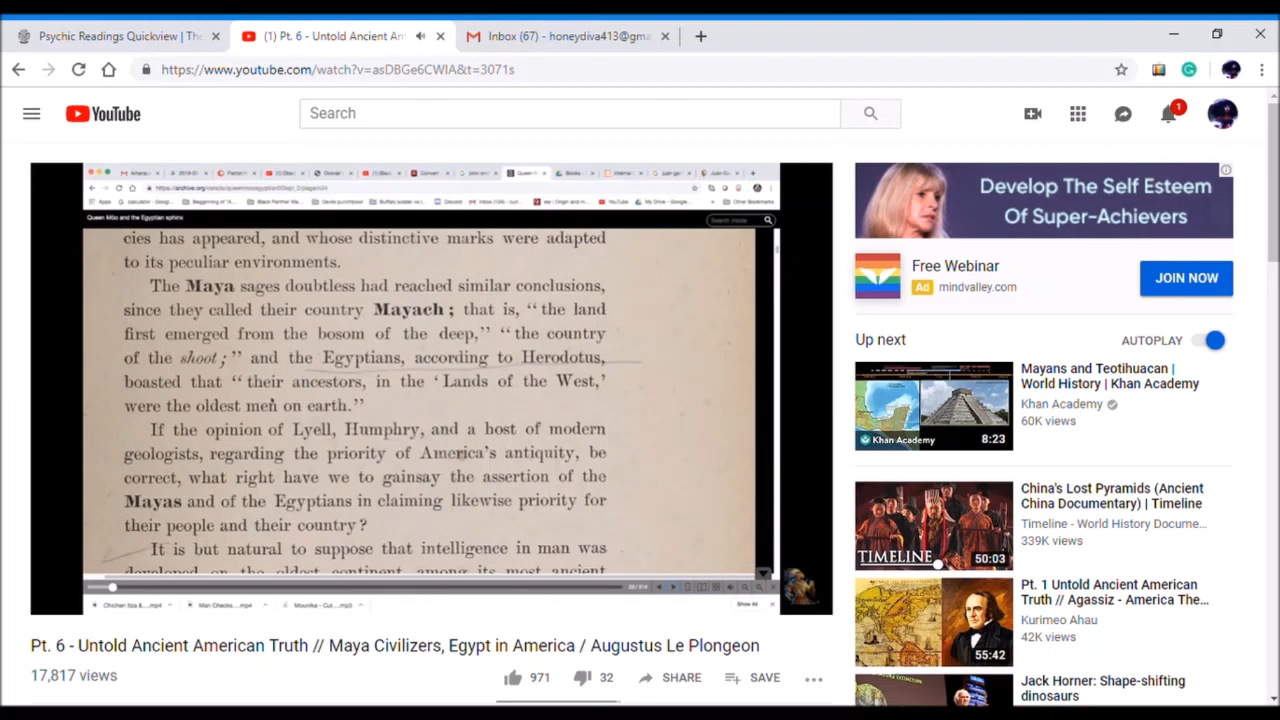 Psychic Readings Quickview | Th
(1) Pt. 6 - Untold Ancient Am
Inbox (67) - honeydiva413@gma
https://www.youtube.com/watch?v=asDBGe6CWIA&t=3071s
YouTube
Search
1
Queen Móo and the Egyptian sphinx
cies has appeared, and whose distinctive marks were adapted
to its peculiar environments.
The Maya sages doubtless had reached similar conclusions,
since they called their country Mayach; that is, “the land
first emerged from the bosom of the deep,” “the country
of the shoot;” and the Egyptians, according to Herodotus,
boasted that “their ancestors, in the ‘Lands of the West,’
were the oldest men on earth.”
If the opinion of Lyell, Humphry, and a host of modern
geologists, regarding the priority of America’s antiquity, be
correct, what right have we to gainsay the assertion of the
Mayas and of the Egyptians in claiming likewise priority for
their people and their country?
It is but natural to suppose that intelligence in man was
Show All
Develop The Self Esteem
Of Super-Achievers
Free Webinar
Ad mindvalley.com
JOIN NOW
Up next
AUTOPLAY
Mayans and Teotihuacan |
World History | Khan Academy
Khan Academy
60K views
Khan Academy
8:23
China's Lost Pyramids (Ancient
China Documentary) | Timeline
Timeline - World History Docume...
339K views
TIMELINE
50:03
Pt. 1 Untold Ancient American
Truth // Agassiz - America The...
Kurimeo Ahau
42K views
55:42
Jack Horner: Shape-shifting
dinosaurs
Pt. 6 - Untold Ancient American Truth // Maya Civilizers, Egypt in America / Augustus Le Plongeon
17,817 views
971
32
SHARE
SAVE